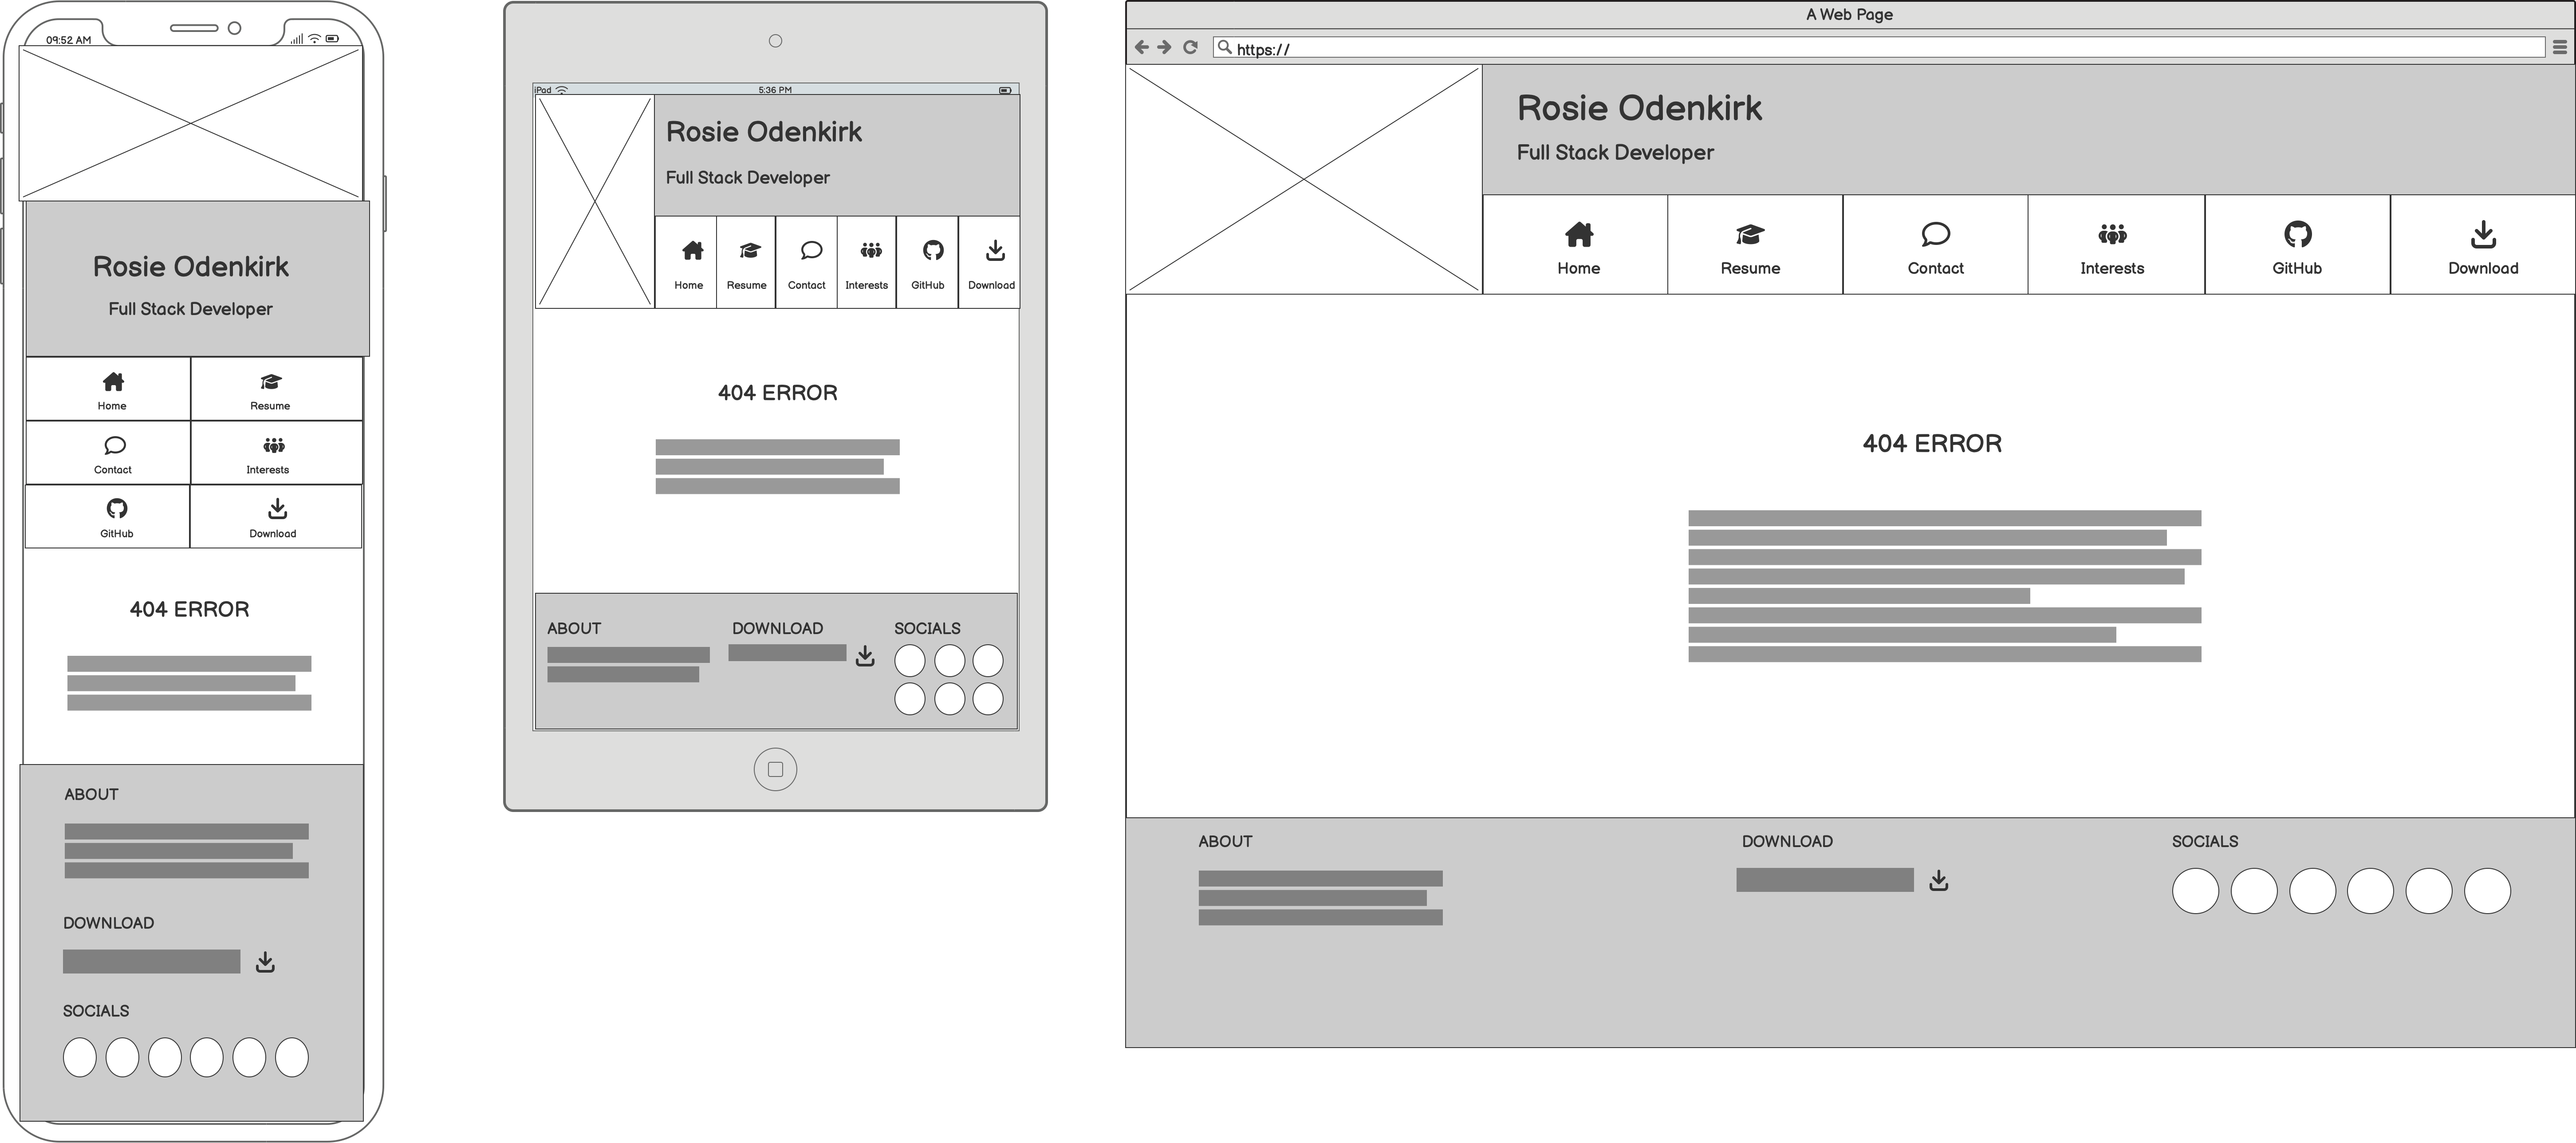 09:52 AM
Rosie Odenkirk
Full Stack Developer
Home Resume
Contact Interests
GitHub Download
404 ERROR
ABOUT
DOWNLOAD
SOCIALS
iPad 5:36 PM
Rosie Odenkirk
Full Stack Developer
Home Resume Contact Interests GitHub Download
404 ERROR
ABOUT DOWNLOAD SOCIALS
A Web Page
https://
Rosie Odenkirk
Full Stack Developer
Home Resume Contact Interests GitHub Download
404 ERROR
ABOUT DOWNLOAD SOCIALS